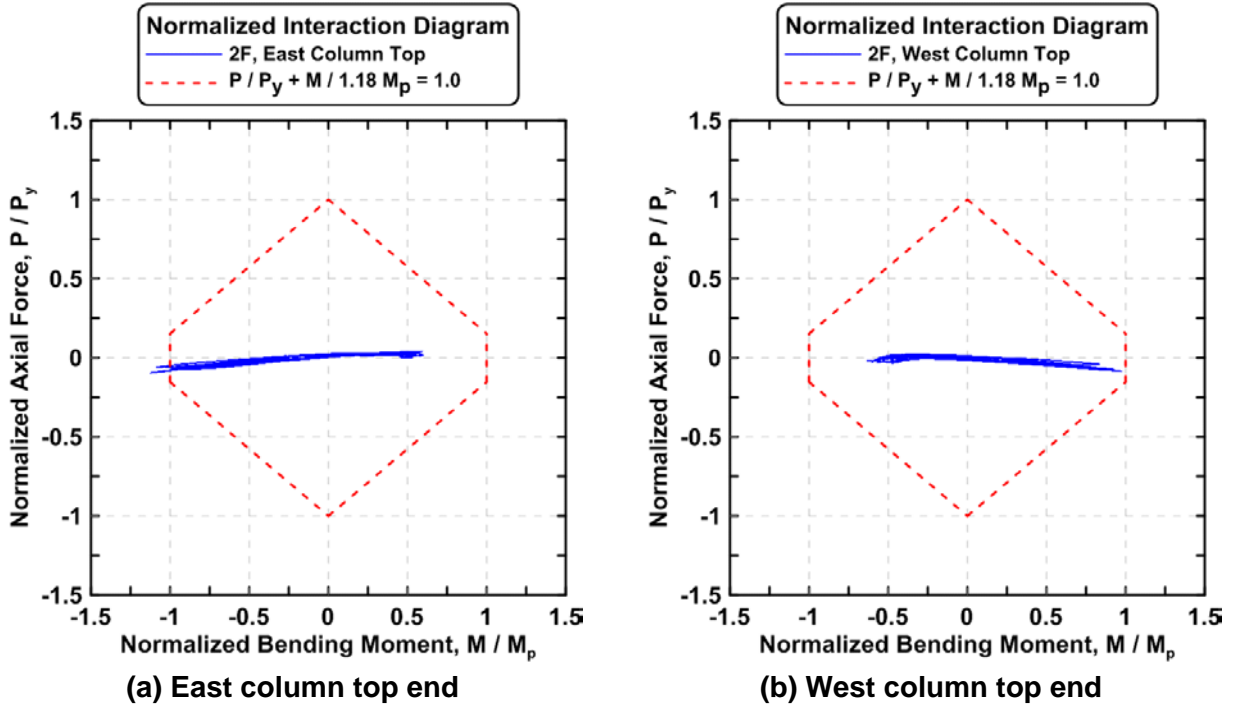 Normalized Interaction Diagram
2F, East Column Top
P / Py + M / 1.18 Mp = 1.0
1.5
1
0.5
0
-0.5
-1
-1.5
Normalized Axial Force, P / Py
-1.5 -1 -0.5 0 0.5 1 1.5
Normalized Bending Moment, M / Mp
(a) East column top end
Normalized Interaction Diagram
2F, West Column Top
P / Py + M / 1.18 Mp = 1.0
1.5
1
0.5
0
-0.5
-1
-1.5
Normalized Axial Force, P / Py
-1.5 -1 -0.5 0 0.5 1 1.5
Normalized Bending Moment, M / Mp
(b) West column top end